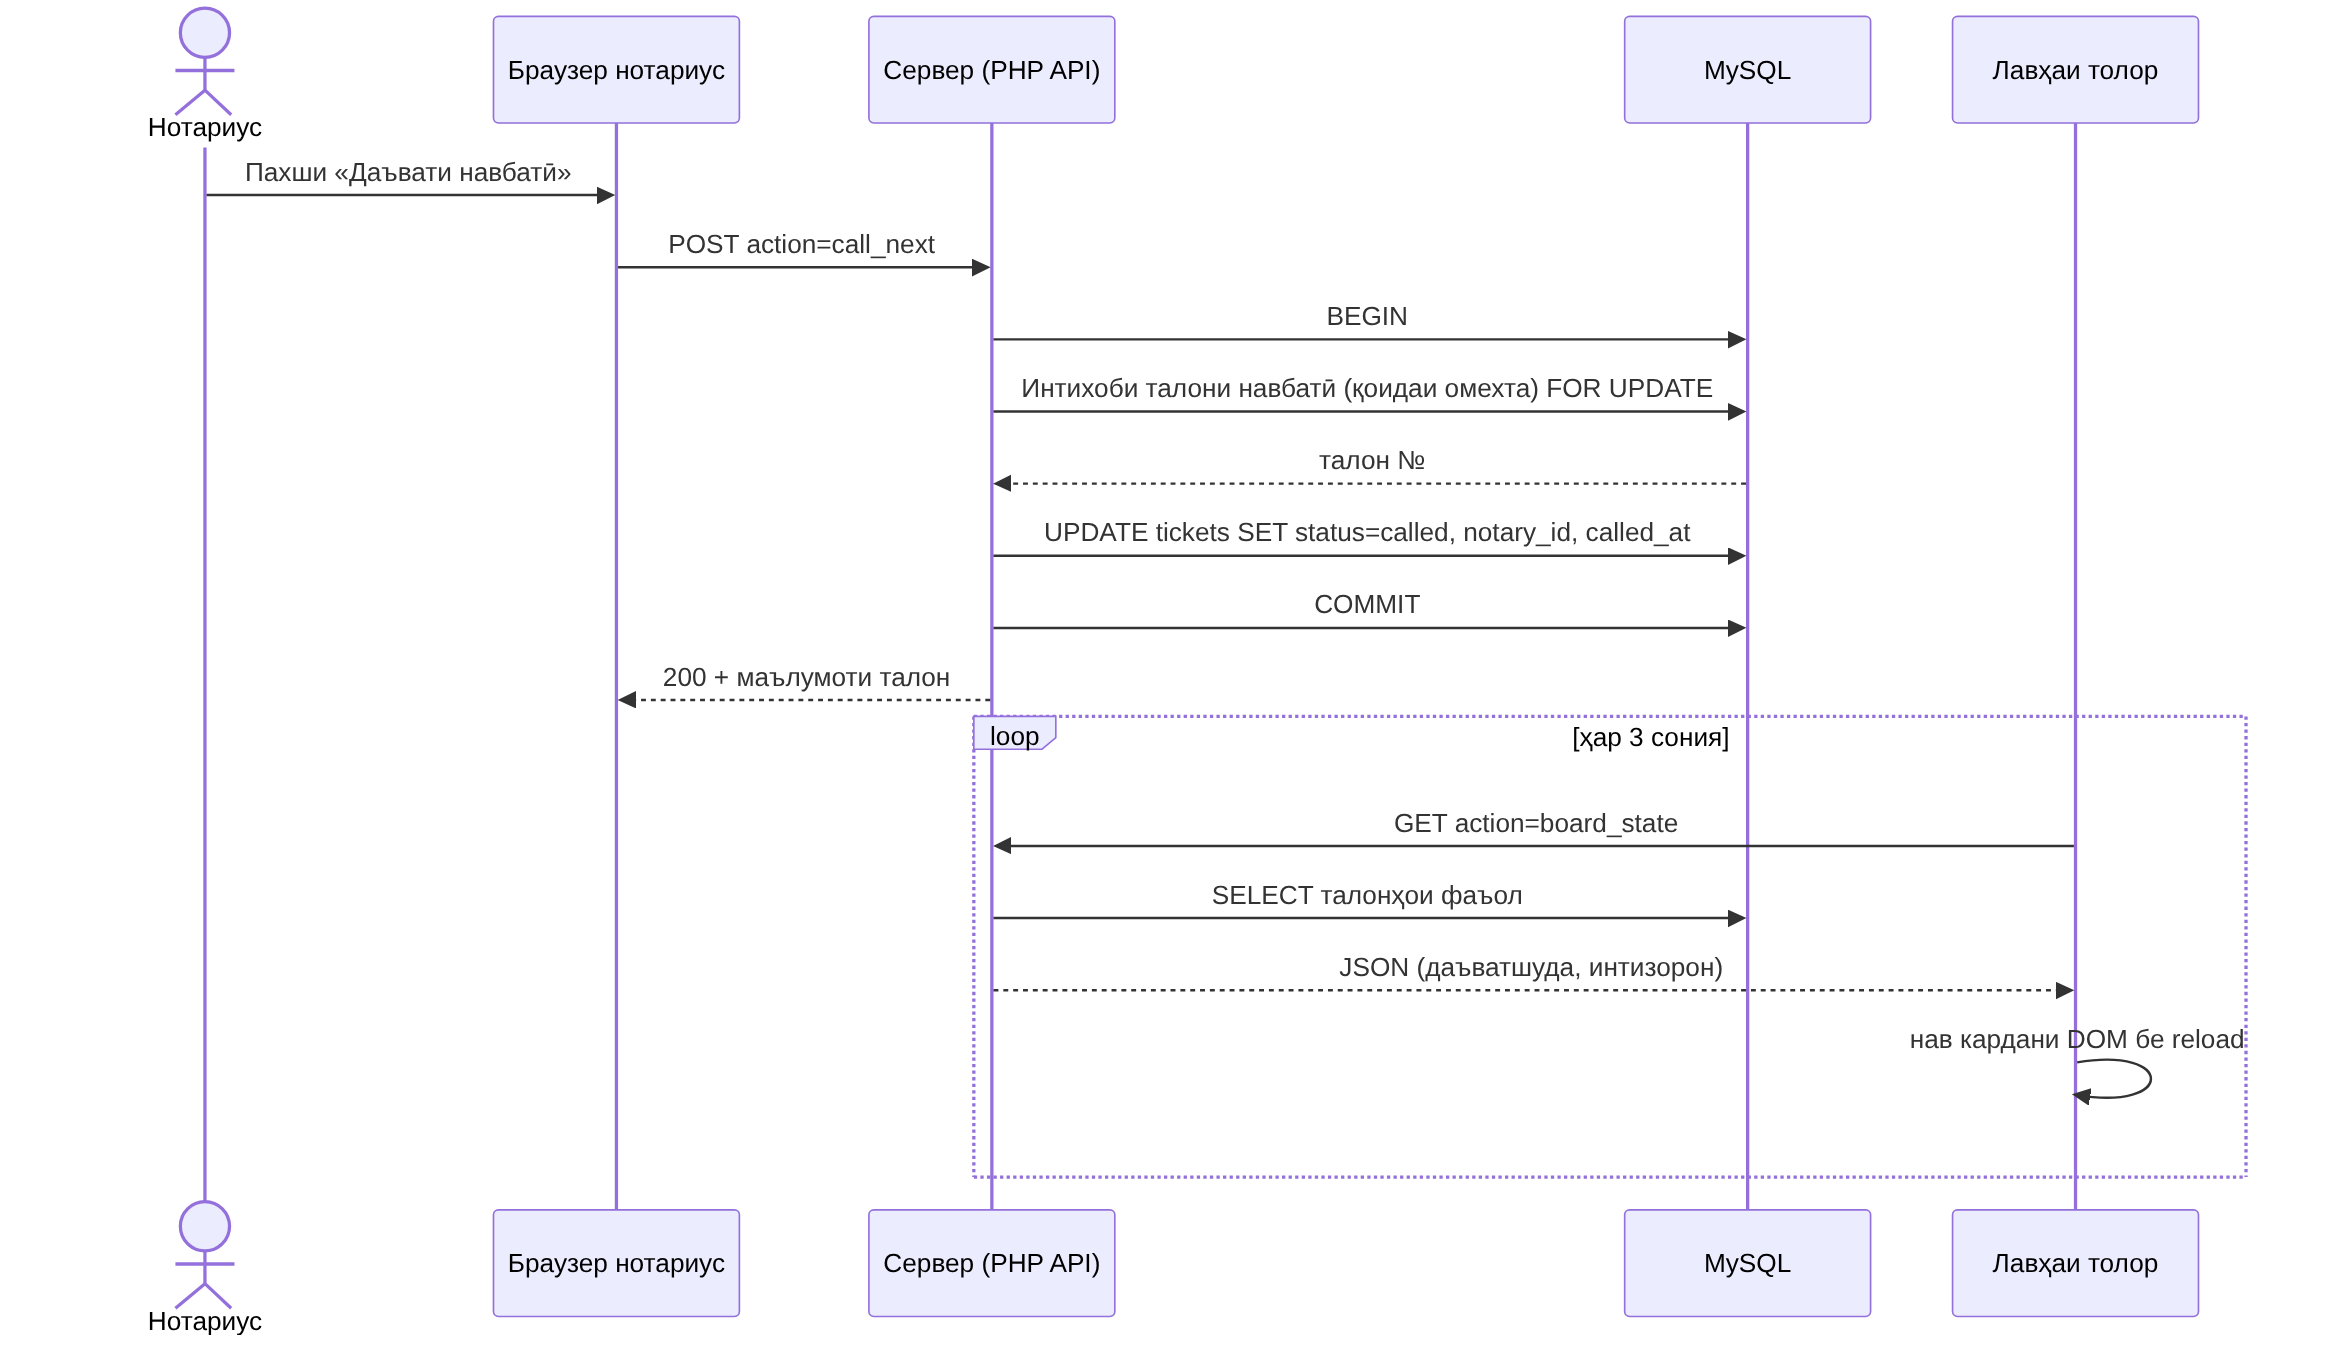 Нотариус
Браузер нотариус
Сервер (PHP API)
MySQL
Лавҳаи толор
Пахши «Даъвати навбатӣ»
POST action=call_next
BEGIN
Интихоби талони навбатӣ (қоидаи омехта) FOR UPDATE
талон №
UPDATE tickets SET status=called, notary_id, called_at
COMMIT
200 + маълумоти талон
loop
[ҳар 3 сония]
GET action=board_state
SELECT талонҳои фаъол
JSON (даъватшуда, интизорон)
нав кардани DOM бе reload
Нотариус
Браузер нотариус
Сервер (PHP API)
MySQL
Лавҳаи толор